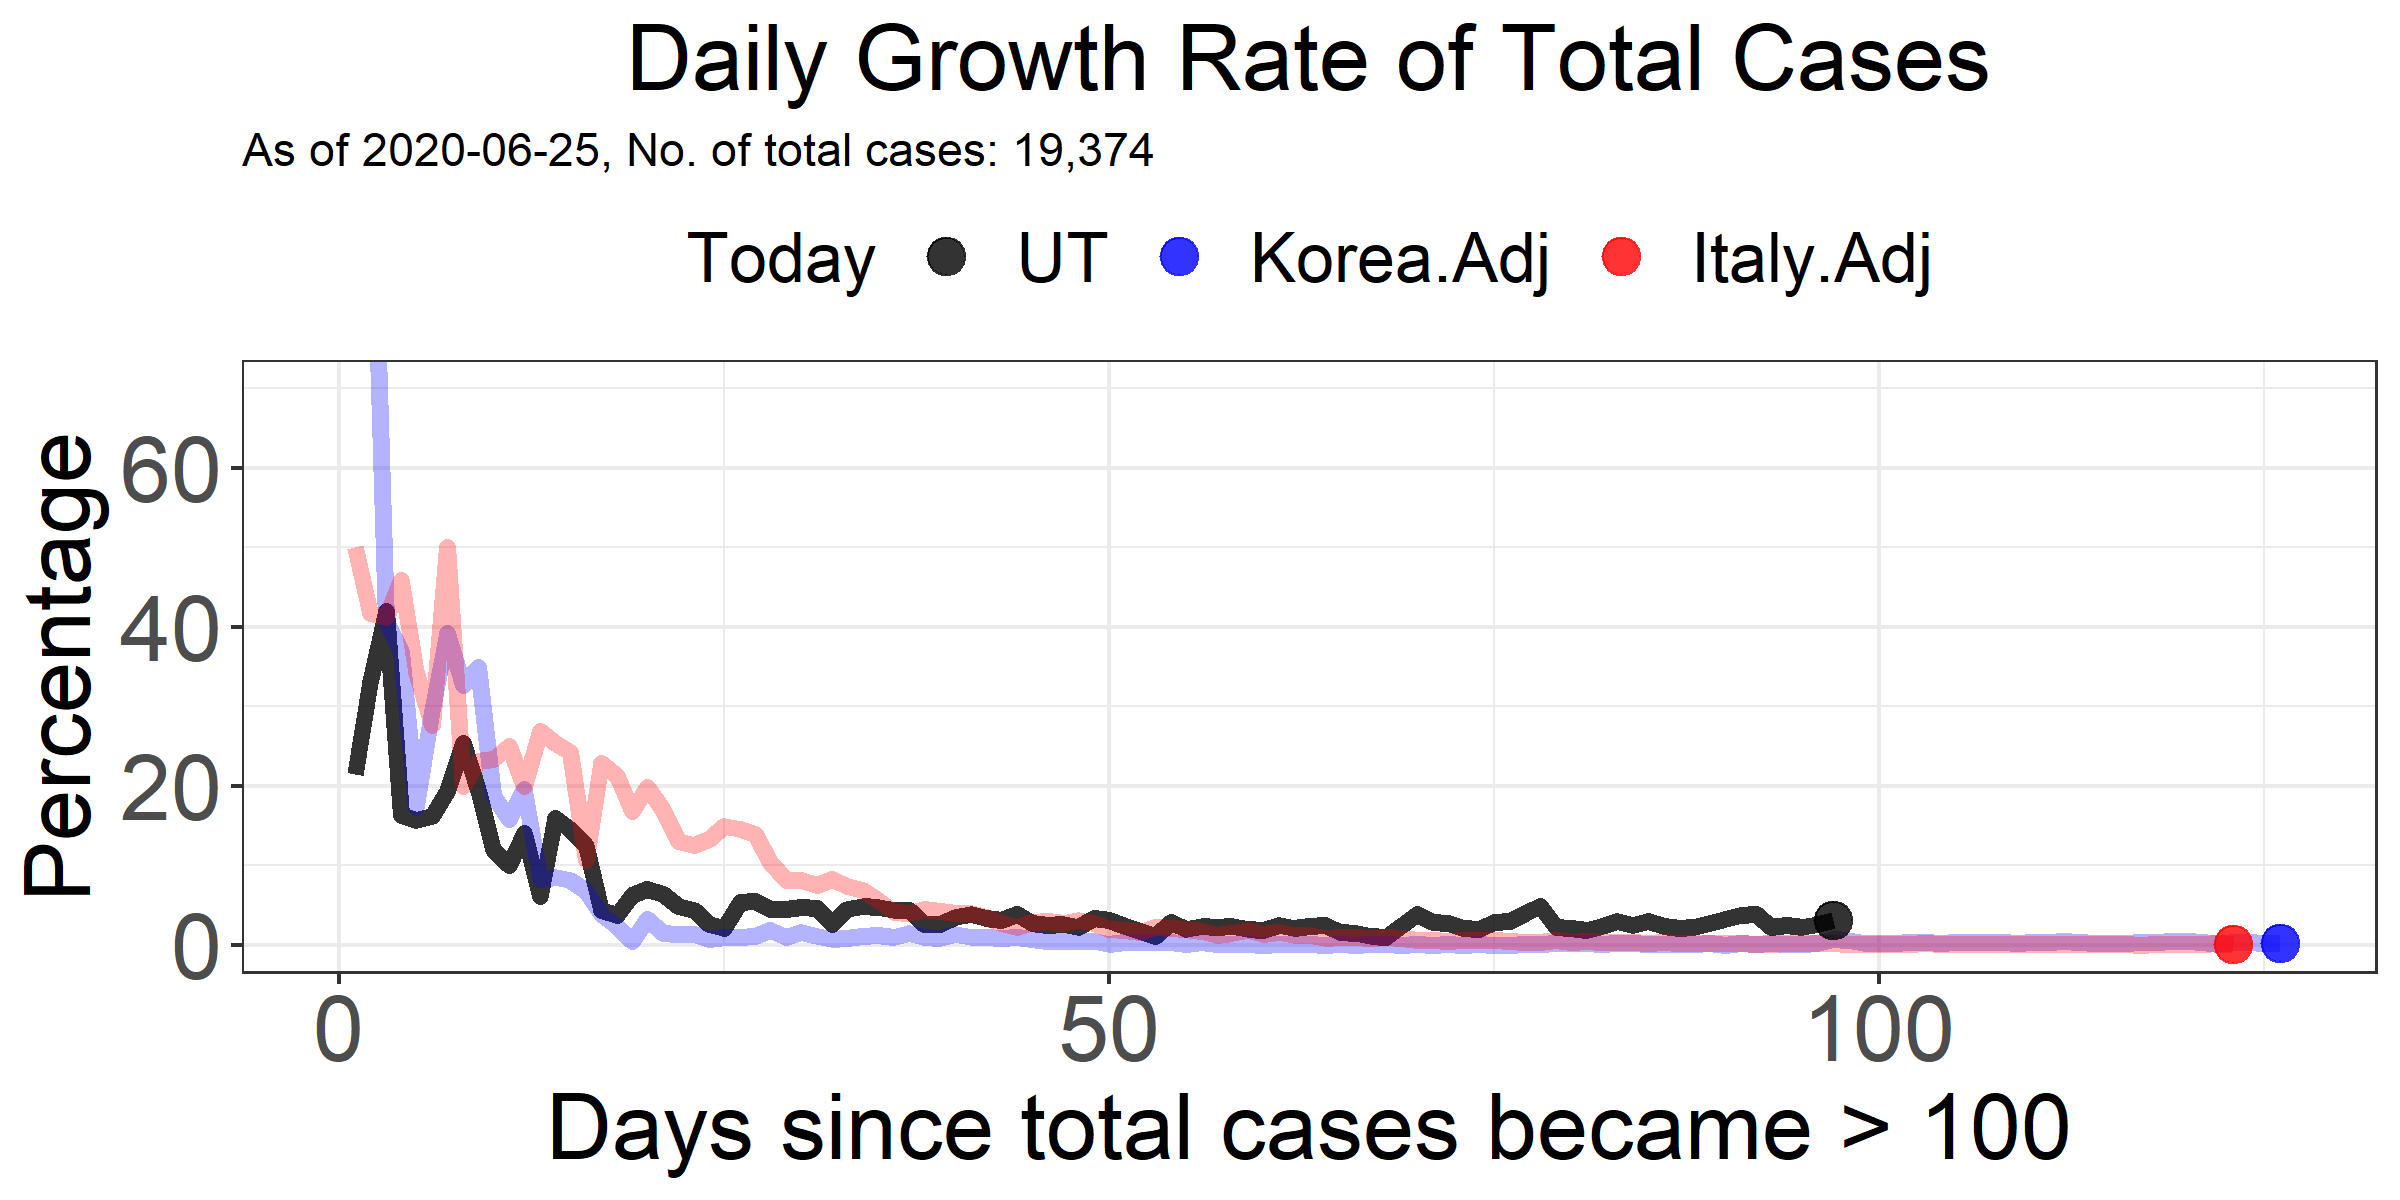 Daily Growth Rate of Total Cases
As of 2020-06-25, No. of total cases: 19,374
Today UT Korea.Adj Italy.Adj
Percentage
60
40
20
0
0 50 100
Days since total cases became > 100